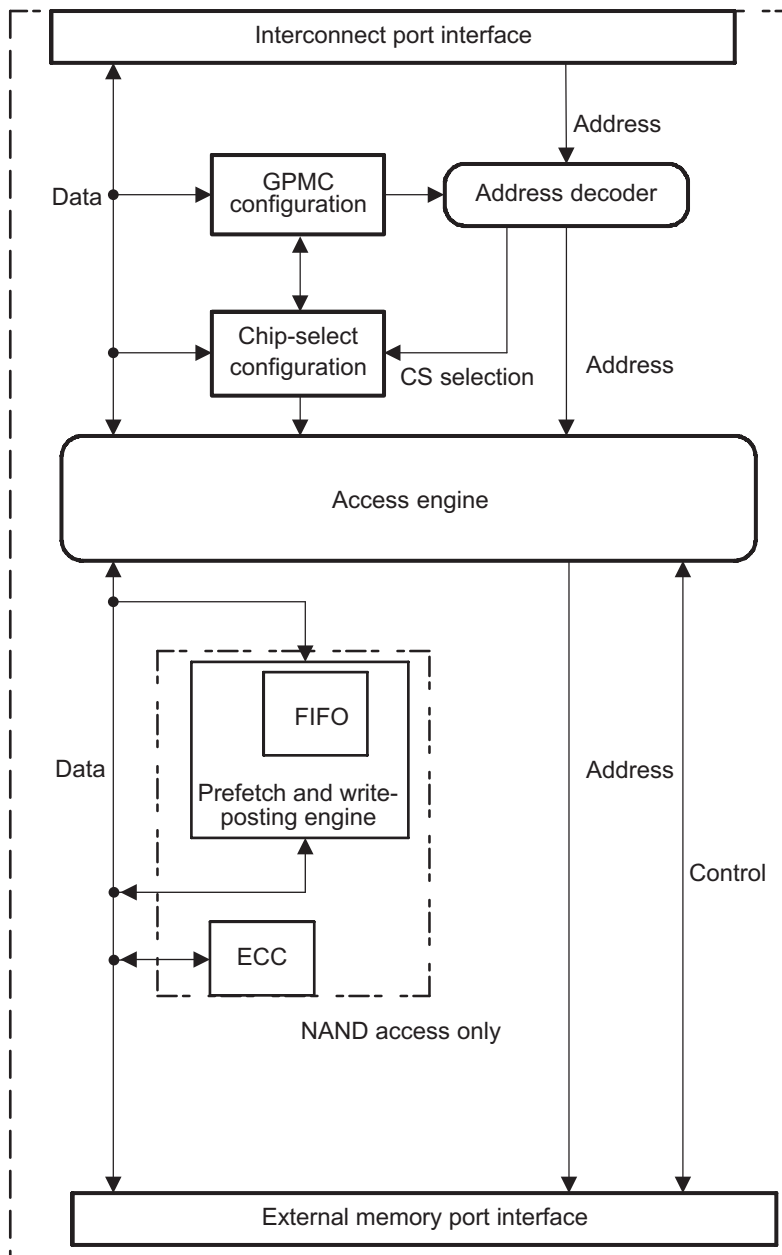 Interconnect port interface
Address
GPMC
configuration
Address decoder
Data
Chip-select
configuration
CS selection
Address
Access engine
FIFO
Data
Prefetch and write-
posting engine
Address
Control
ECC
NAND access only
External memory port interface